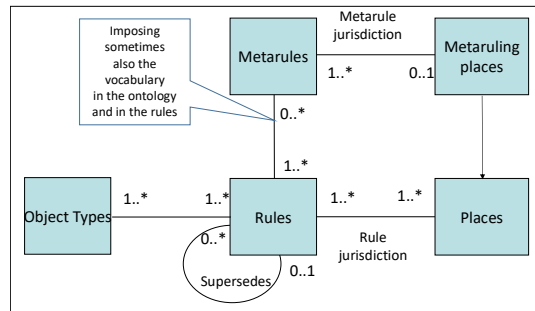 Imposing
sometimes
also the
vocabulary
in the ontology
and in the rules
Metarules
Metarule
jurisdiction
1..*
0..1
Metaruling
places
0..*
1..*
Object Types
1..*
1..*
0..*
Rules
1..*
1..*
Places
Rule
jurisdiction
0..1
Supersedes